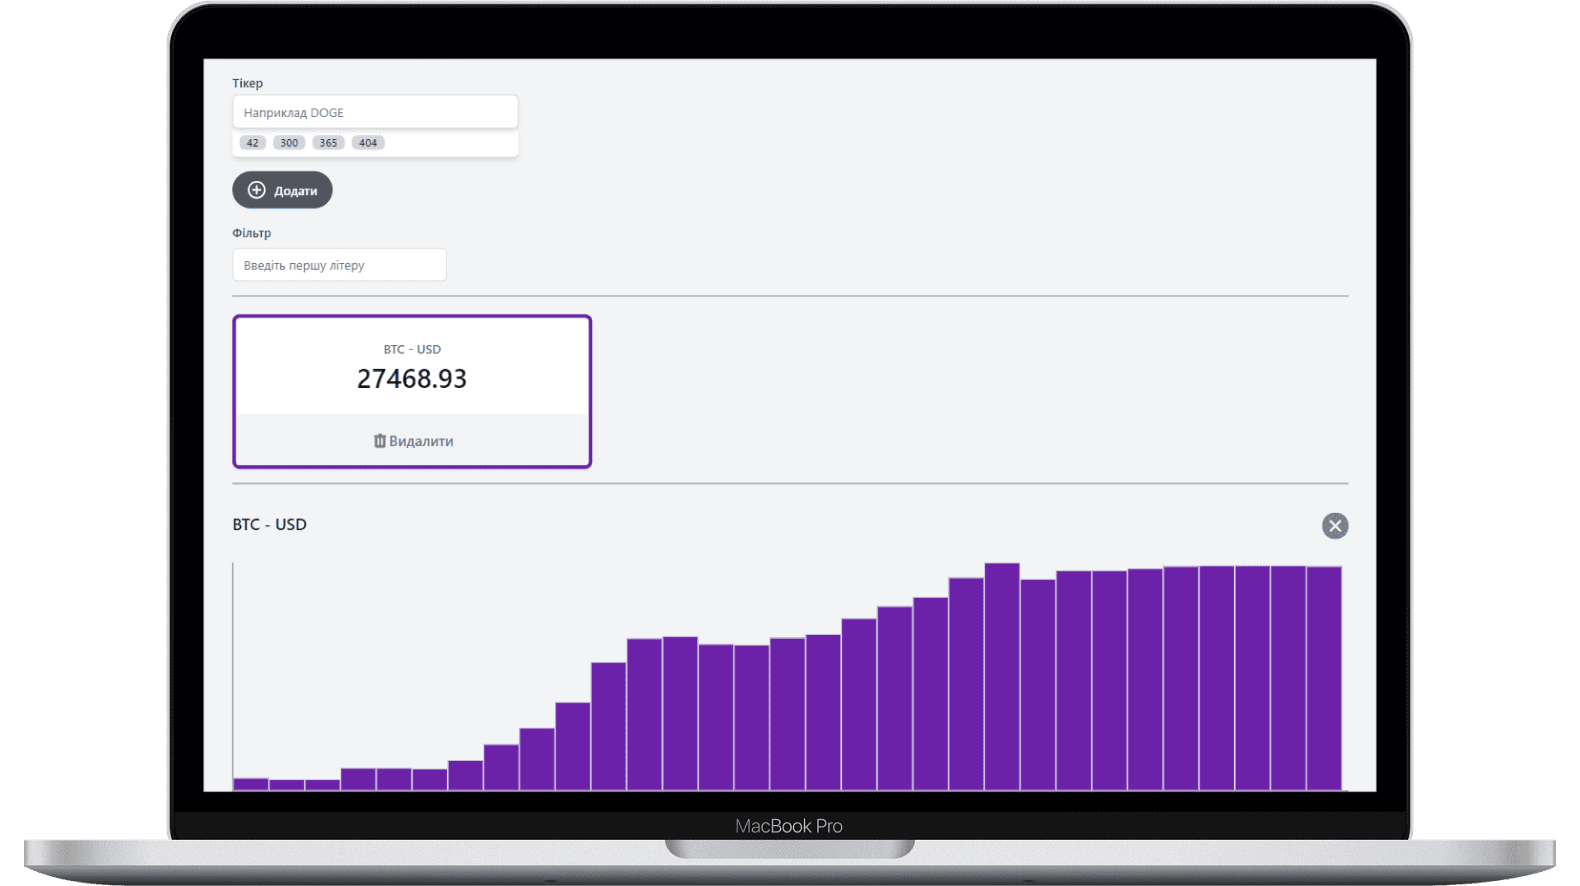 Тікер
Наприклад DOGE
42 300 365 404
Додати
Фільтр
Введіть першу літеру
BTC - USD
27468.93
Видалити
BTC - USD
MacBook Pro